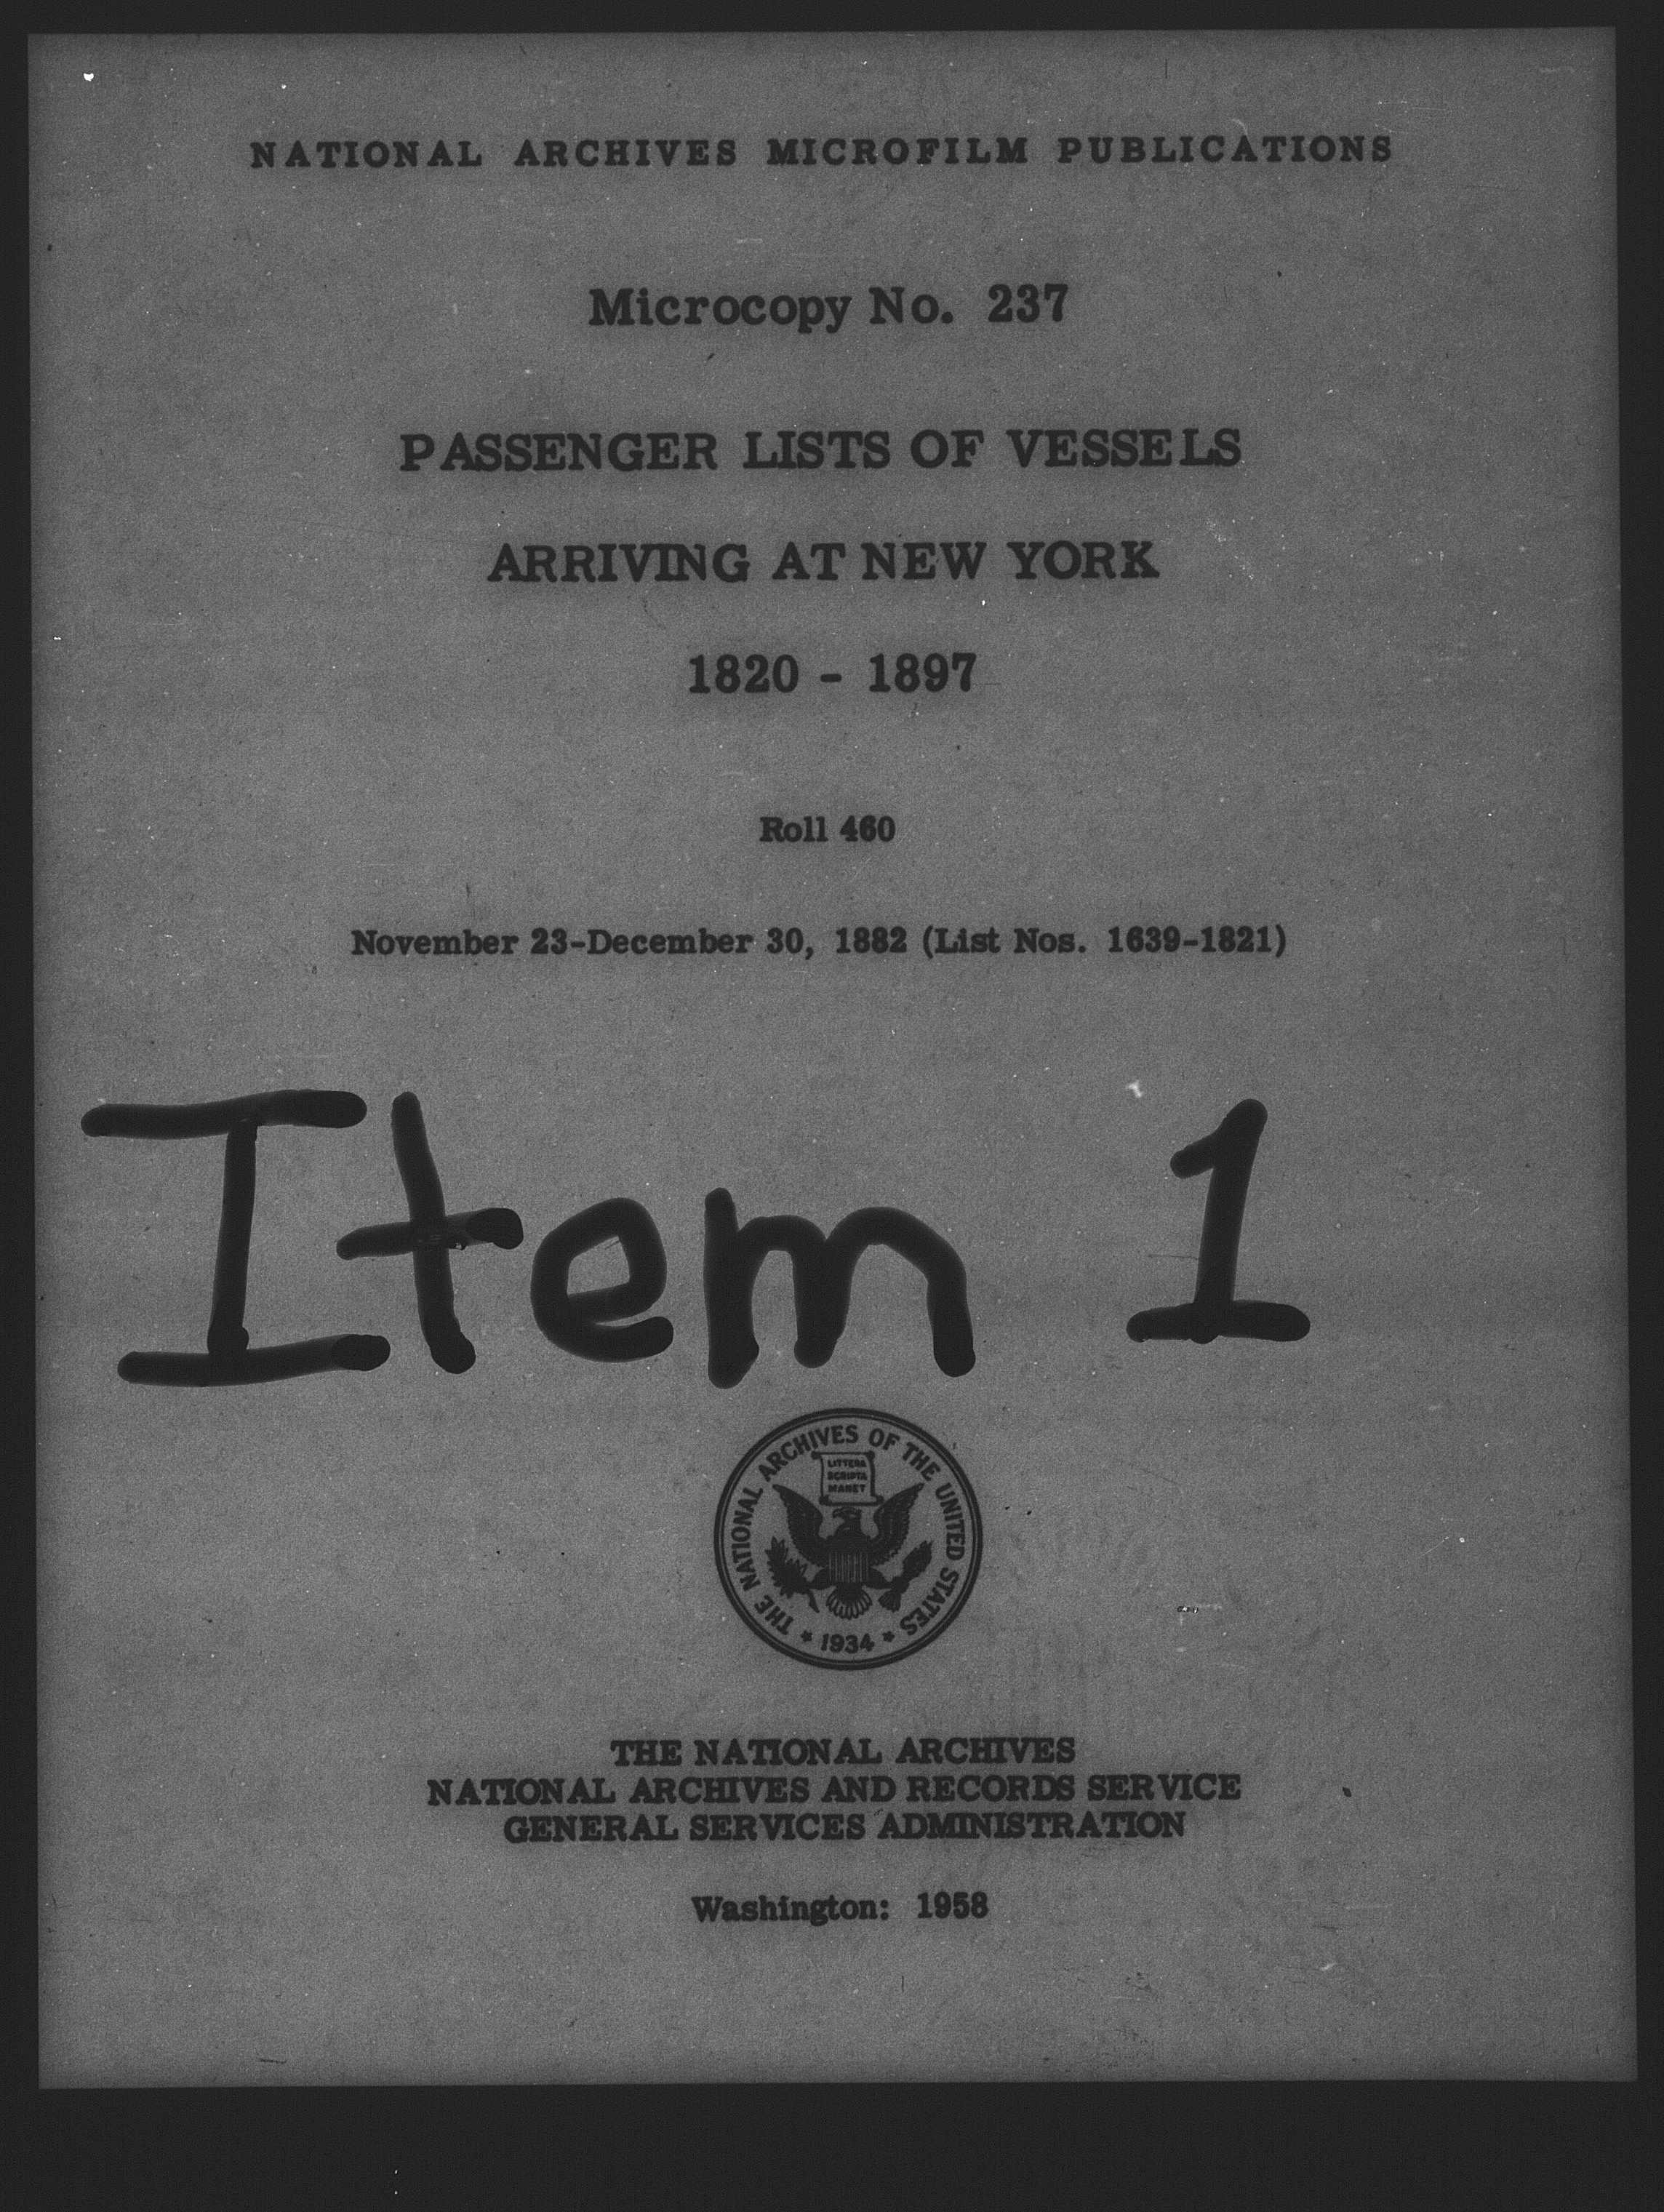 NATIONAL ARCHIVES MICROFILM PUBLICATIONS
Microcopy No. 237
PASSENGER LISTS OF VESSELS
ARRIVING AT NEW YORK
1820 - 1897
Roll 460
November 23-December 30, 1882 (List Nos. 1639-1821)
Item 1
THE NATIONAL ARCHIVES OF THE UNITED STATES
LITTERA
SCRIPTA
MANET
* 1934 *
THE NATIONAL ARCHIVES
NATIONAL ARCHIVES AND RECORDS SERVICE
GENERAL SERVICES ADMINISTRATION
Washington: 1958